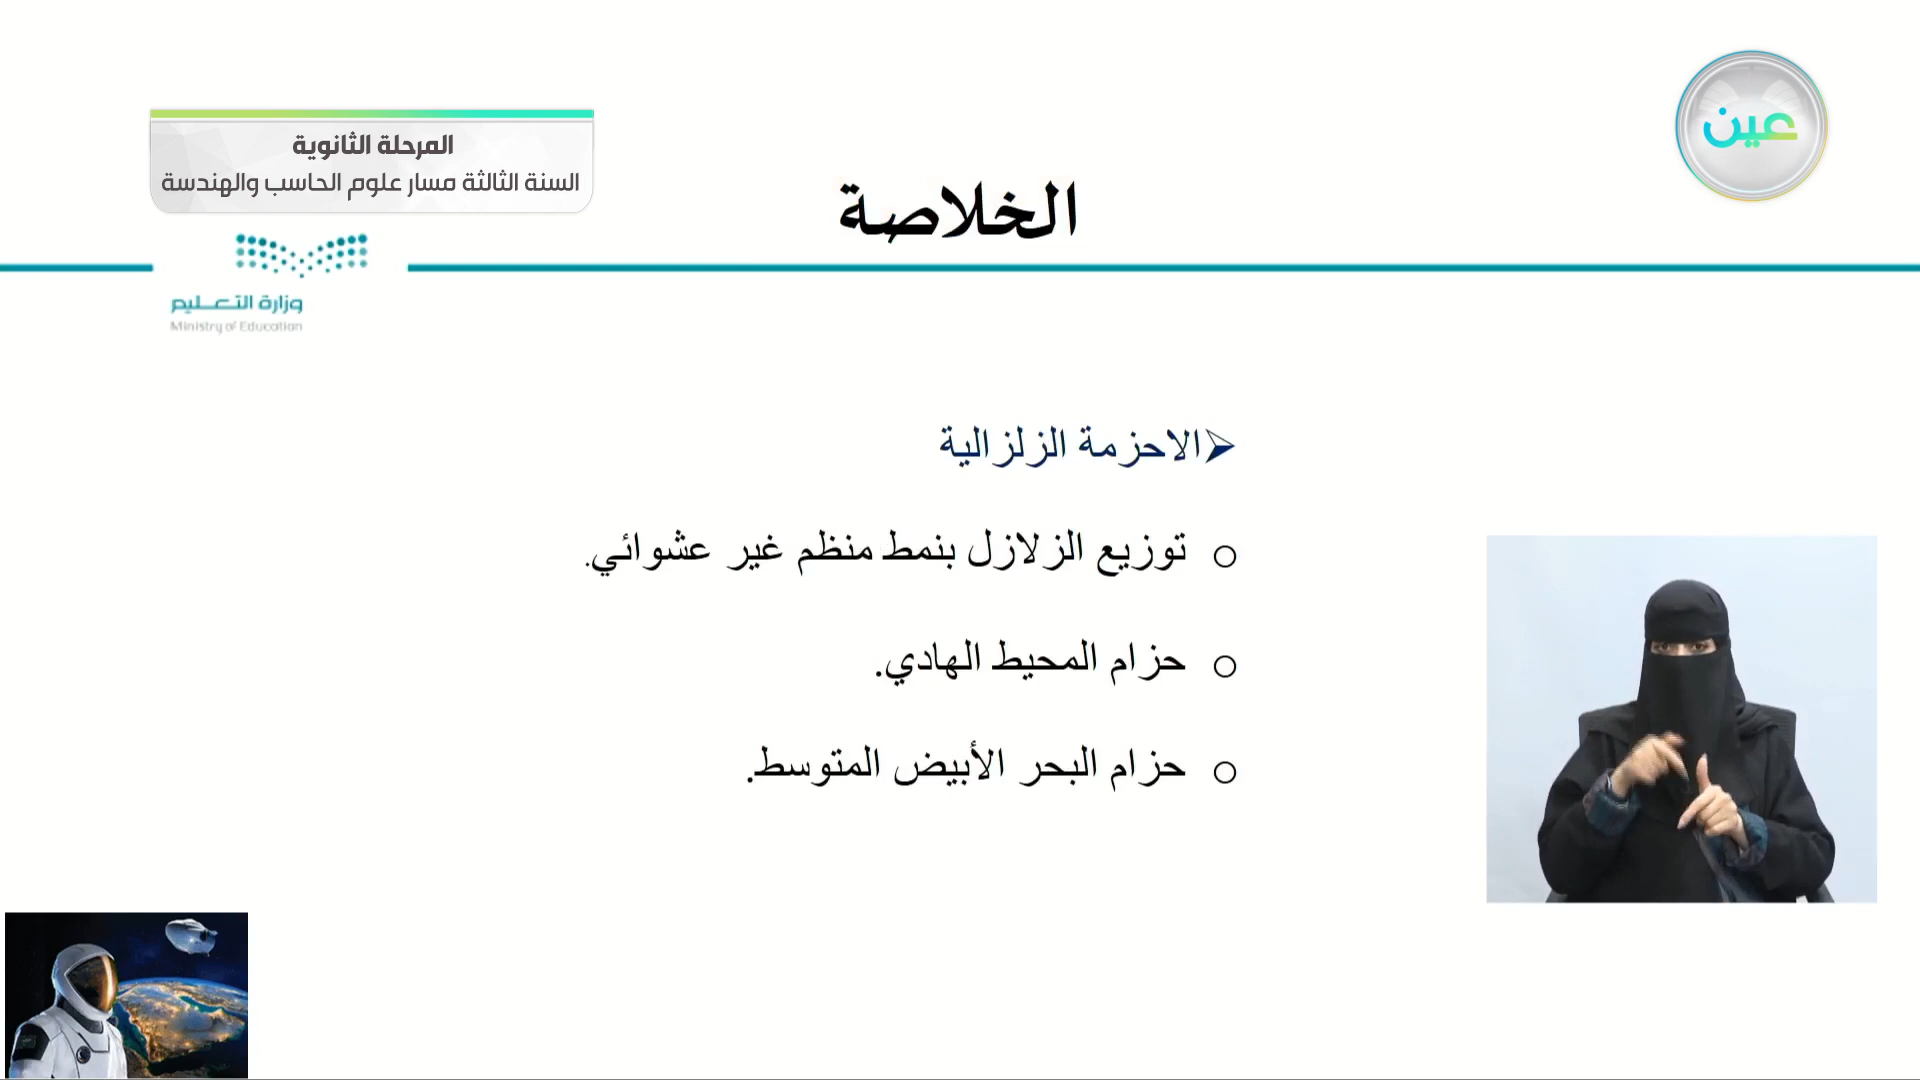 عين
المرحلة الثانوية
السنة الثالثة مسار علوم الحاسب والهندسة
الخلاصة
وزارة التعليم
Ministry of Education
الاحزمة الزلزالية
توزيع الزلازل بنمط منظم غير عشوائي.
حزام المحيط الهادي.
حزام البحر الأبيض المتوسط.